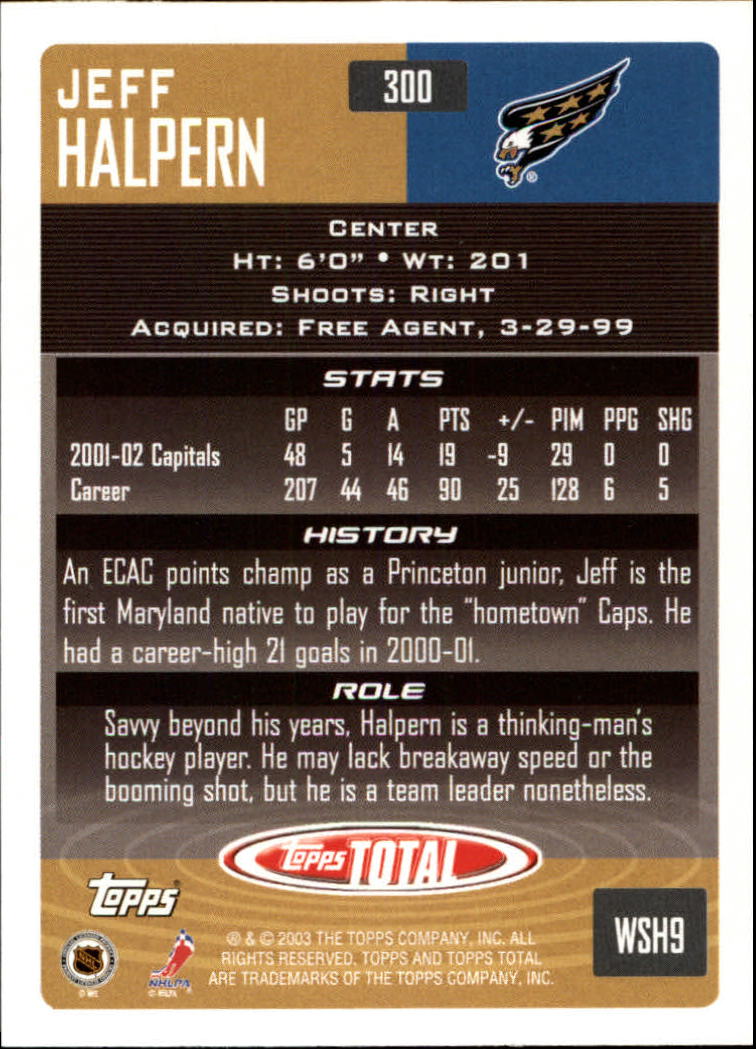 JEFF
HALPERN
300
®
CENTER
HT: 6'0" • WT: 201
SHOOTS: RIGHT
ACQUIRED: FREE AGENT, 3-29-99
STATS
GP G A PTS +/- PIM PPG SHG
2001-02 Capitals 48 5 14 19 -9 29 0 0
Career 207 44 46 90 25 128 6 5
HISTORY
An ECAC points champ as a Princeton junior, Jeff is the
first Maryland native to play for the "hometown" Caps. He
had a career-high 21 goals in 2000-01.
ROLE
Savvy beyond his years, Halpern is a thinking-man's
hockey player. He may lack breakaway speed or the
booming shot, but he is a team leader nonetheless.
topps TOTAL
topps
WSH9
® & © 2003 THE TOPPS COMPANY, INC. ALL
RIGHTS RESERVED. TOPPS AND TOPPS TOTAL
ARE TRADEMARKS OF THE TOPPS COMPANY, INC.
NHL
© NHL
NHLPA
© NHLPA